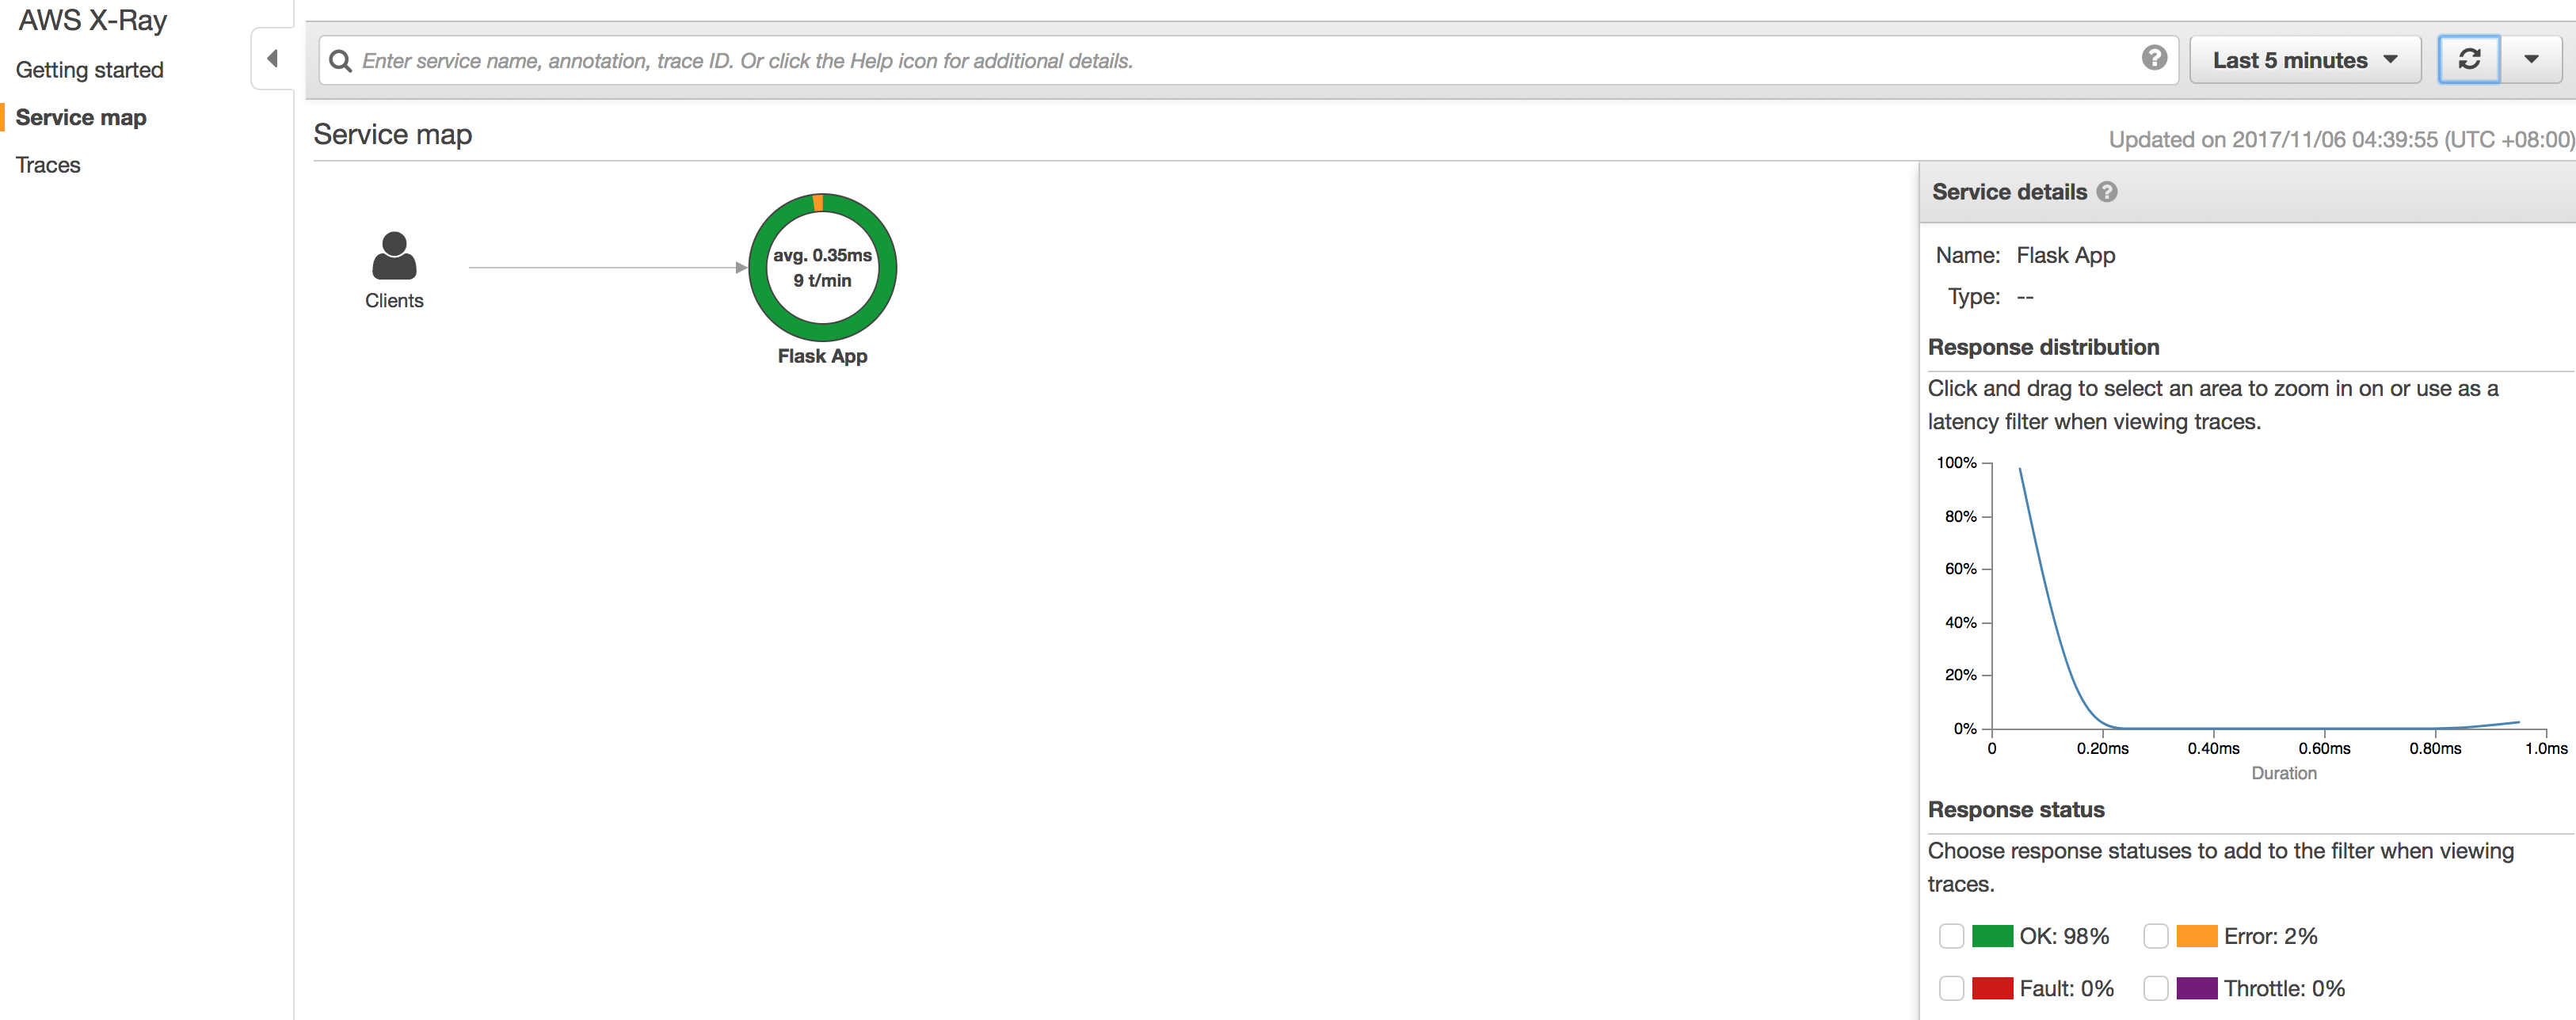 AWS X-Ray
Getting started
Service map
Traces
Enter service name, annotation, trace ID. Or click the Help icon for additional details.
?
Last 5 minutes
Service map
Updated on 2017/11/06 04:39:55 (UTC +08:00)
Clients
avg. 0.35ms
9 t/min
Flask App
Service details ?
Name: Flask App
Type: --
Response distribution
Click and drag to select an area to zoom in on or use as a
latency filter when viewing traces.
100%
80%
60%
40%
20%
0%
0 0.20ms 0.40ms 0.60ms 0.80ms 1.0ms
Duration
Response status
Choose response statuses to add to the filter when viewing
traces.
OK: 98% Error: 2%
Fault: 0% Throttle: 0%